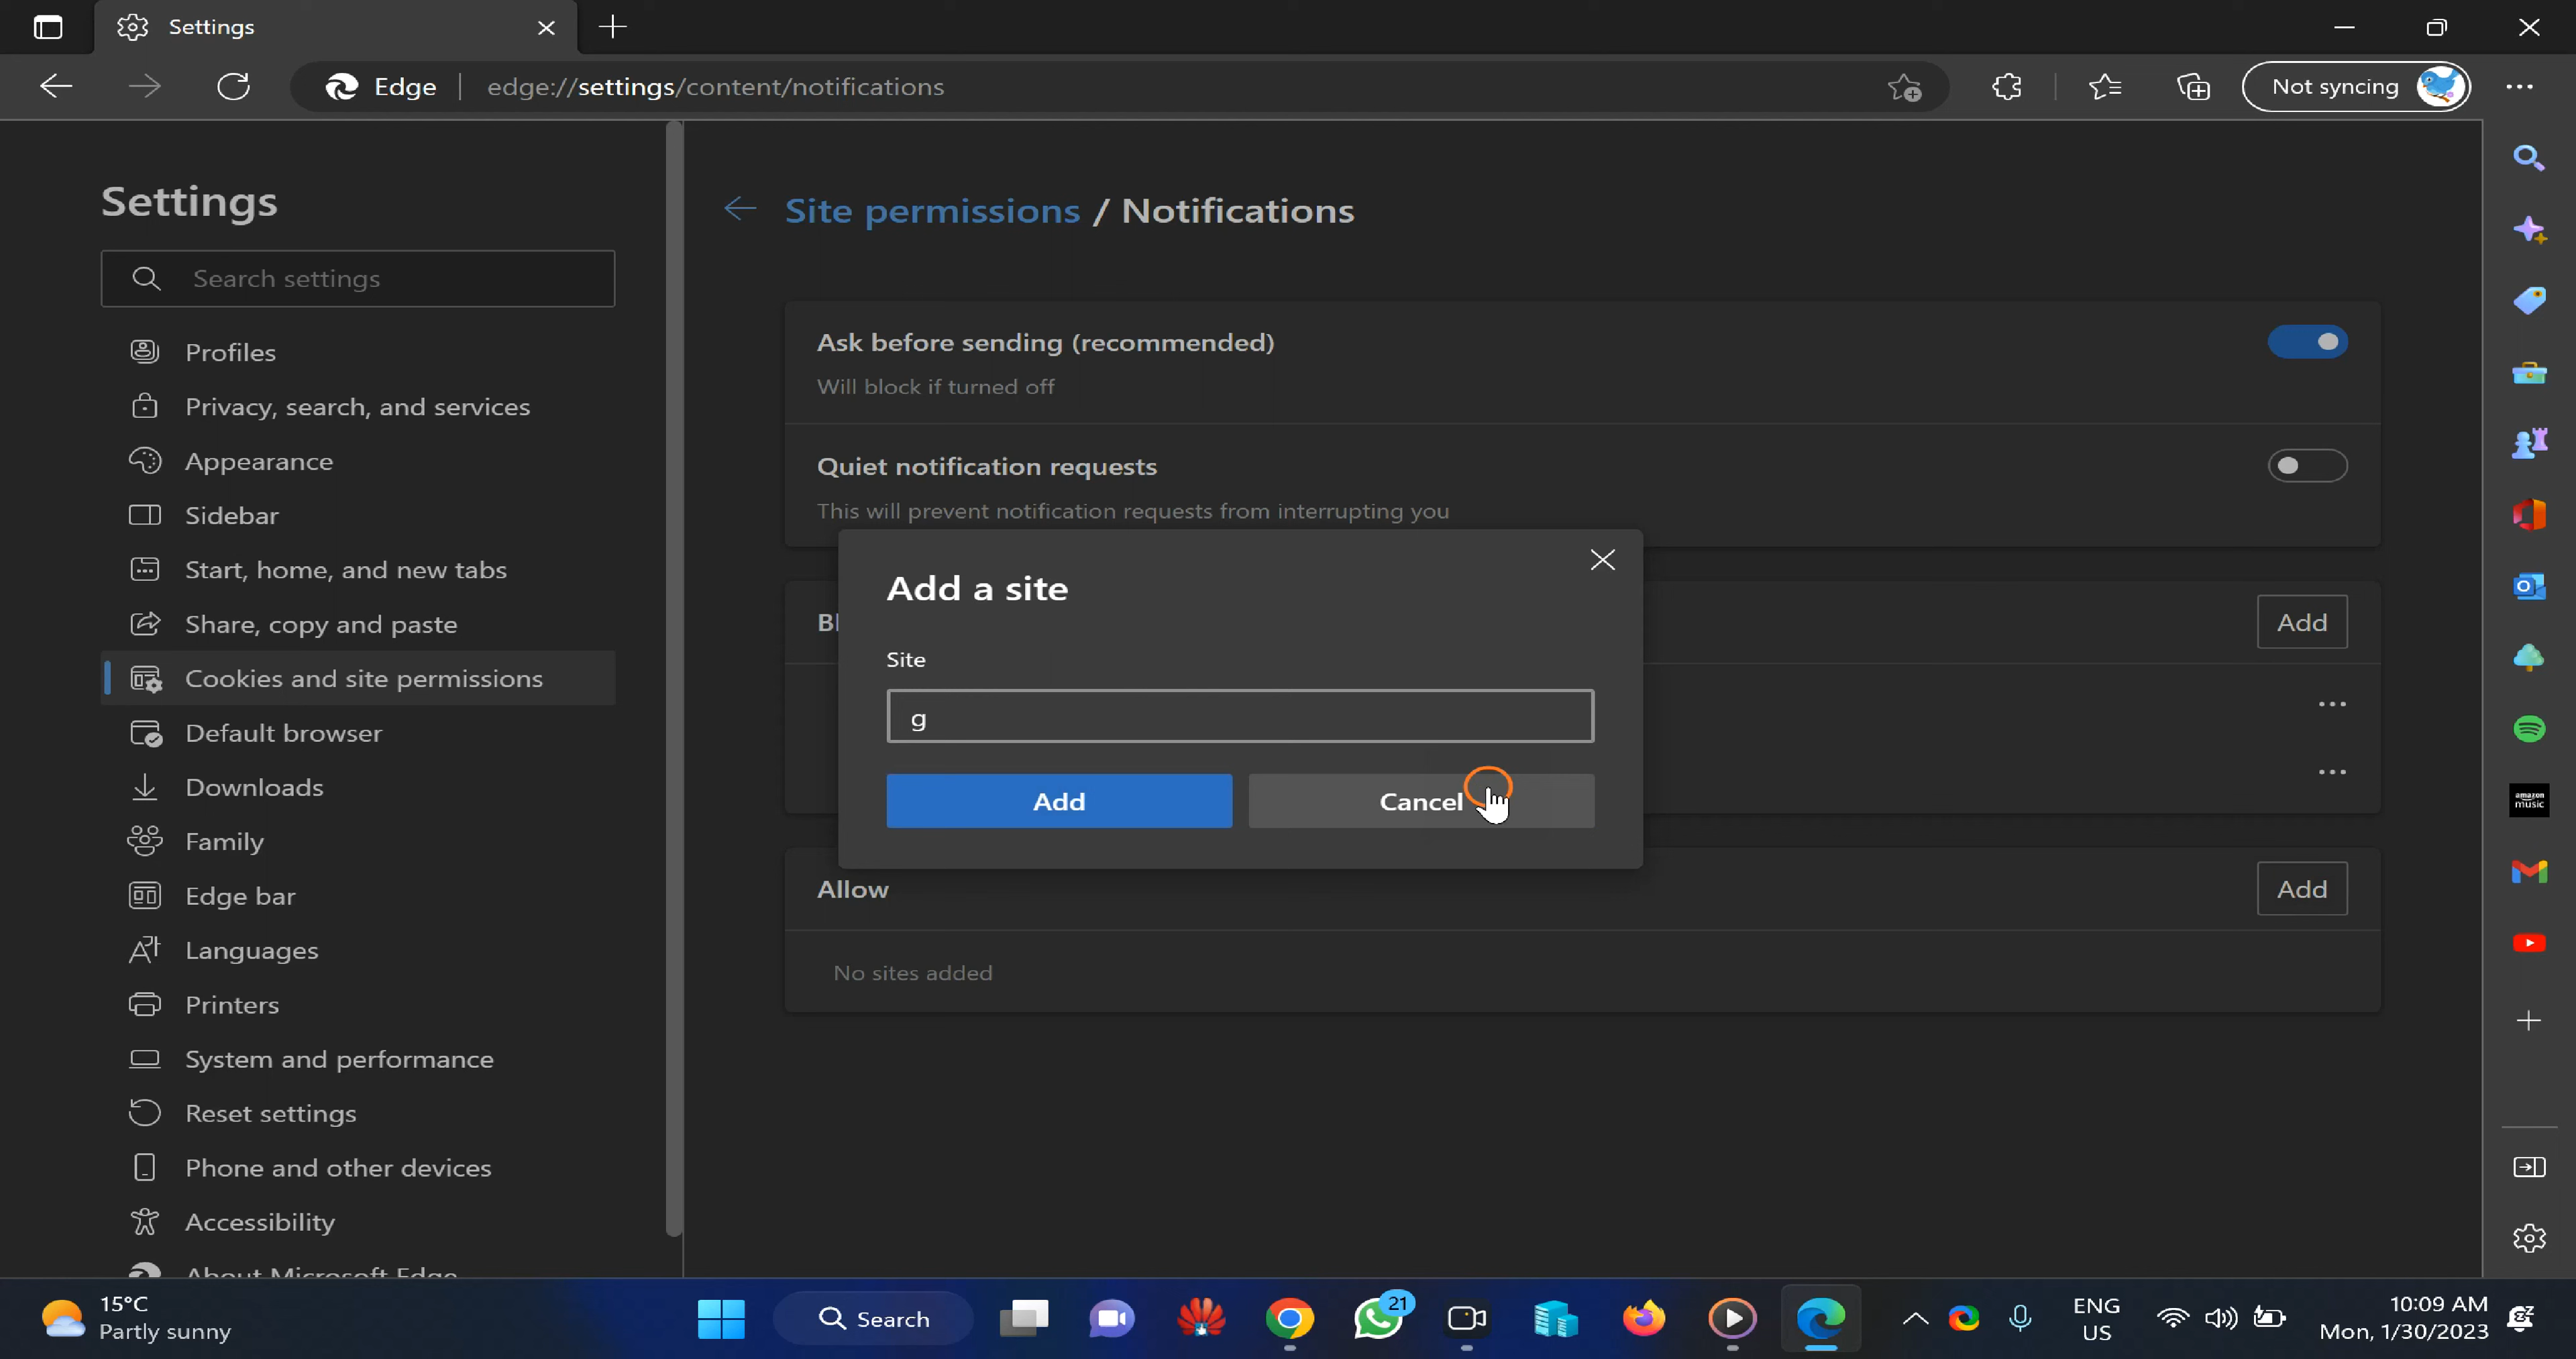 Settings
Edge
edge://settings/content/notifications
Not syncing
Settings
Search settings
Profiles
Privacy, search, and services
Appearance
Sidebar
Start, home, and new tabs
Share, copy and paste
Cookies and site permissions
Default browser
Downloads
Family
Edge bar
Languages
Printers
System and performance
Reset settings
Phone and other devices
Accessibility
About Microsoft Edge
Site permissions / Notifications
Ask before sending (recommended)
Will block if turned off
Quiet notification requests
This will prevent notification requests from interrupting you
Add
Add a site
Site
g
Add
Cancel
Allow
Add
No sites added
amazon
music
15°C
Partly sunny
Search
21
ENG
US
10:09 AM
Mon, 1/30/2023